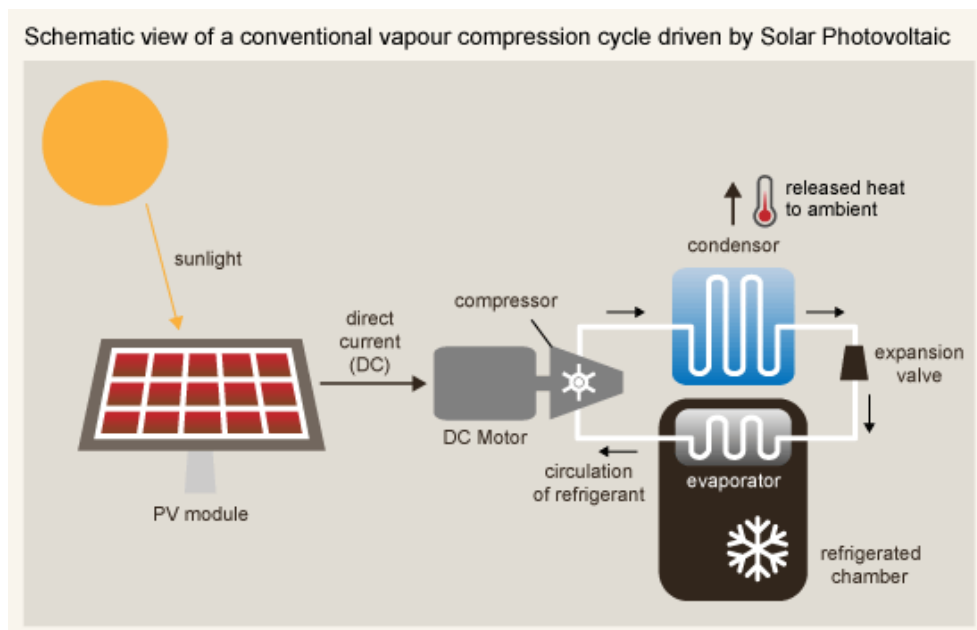 Schematic view of a conventional vapour compression cycle driven by Solar Photovoltaic
released heat
to ambient
condensor
sunlight
compressor
direct
current
(DC)
expansion
valve
DC Motor
circulation
of refrigerant
evaporator
PV module
refrigerated
chamber